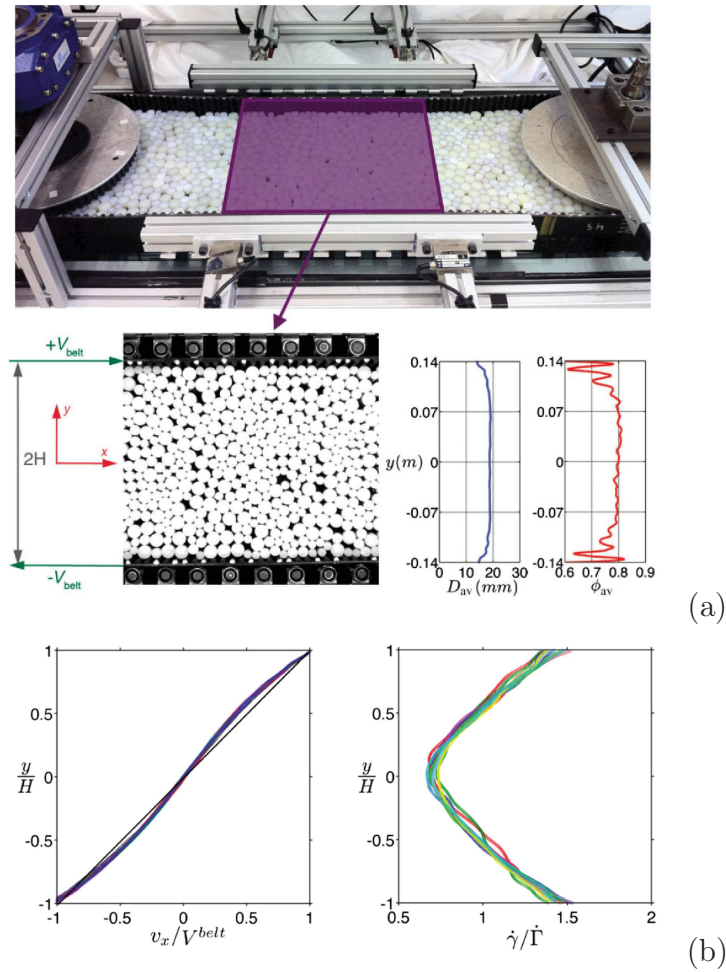 +V_belt
y
x
2H
-V_belt
0.14
0.07
y(m) 0
-0.07
-0.14
0 10 20 30
D_av(mm)
0.14
0.07
0
-0.07
-0.14
0.6 0.7 0.8 0.9
ϕ_av
(a)
1
0.5
y/H 0
-0.5
-1
-1 -0.5 0 0.5 1
v_x/V^belt
1
0.5
y/H 0
-0.5
-1
0.5 1 1.5 2
γ̇/Γ̇
(b)